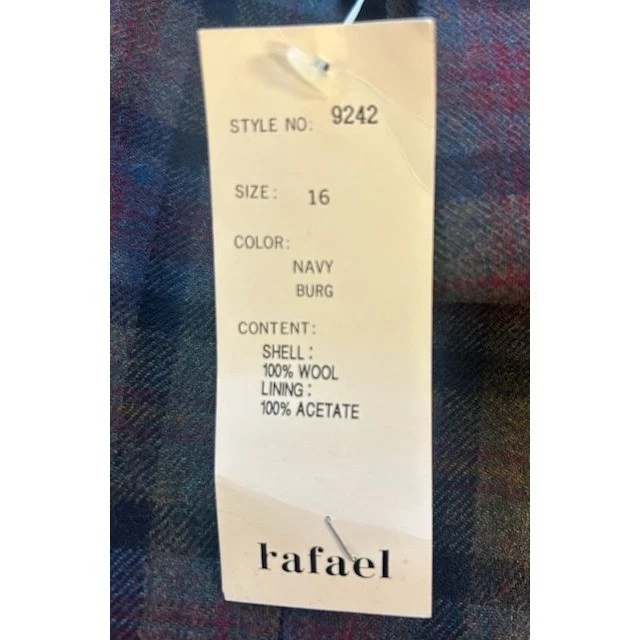 STYLE NO: 9242
SIZE: 16
COLOR:
NAVY
BURG
CONTENT:
SHELL:
100% WOOL
LINING:
100% ACETATE
rafael